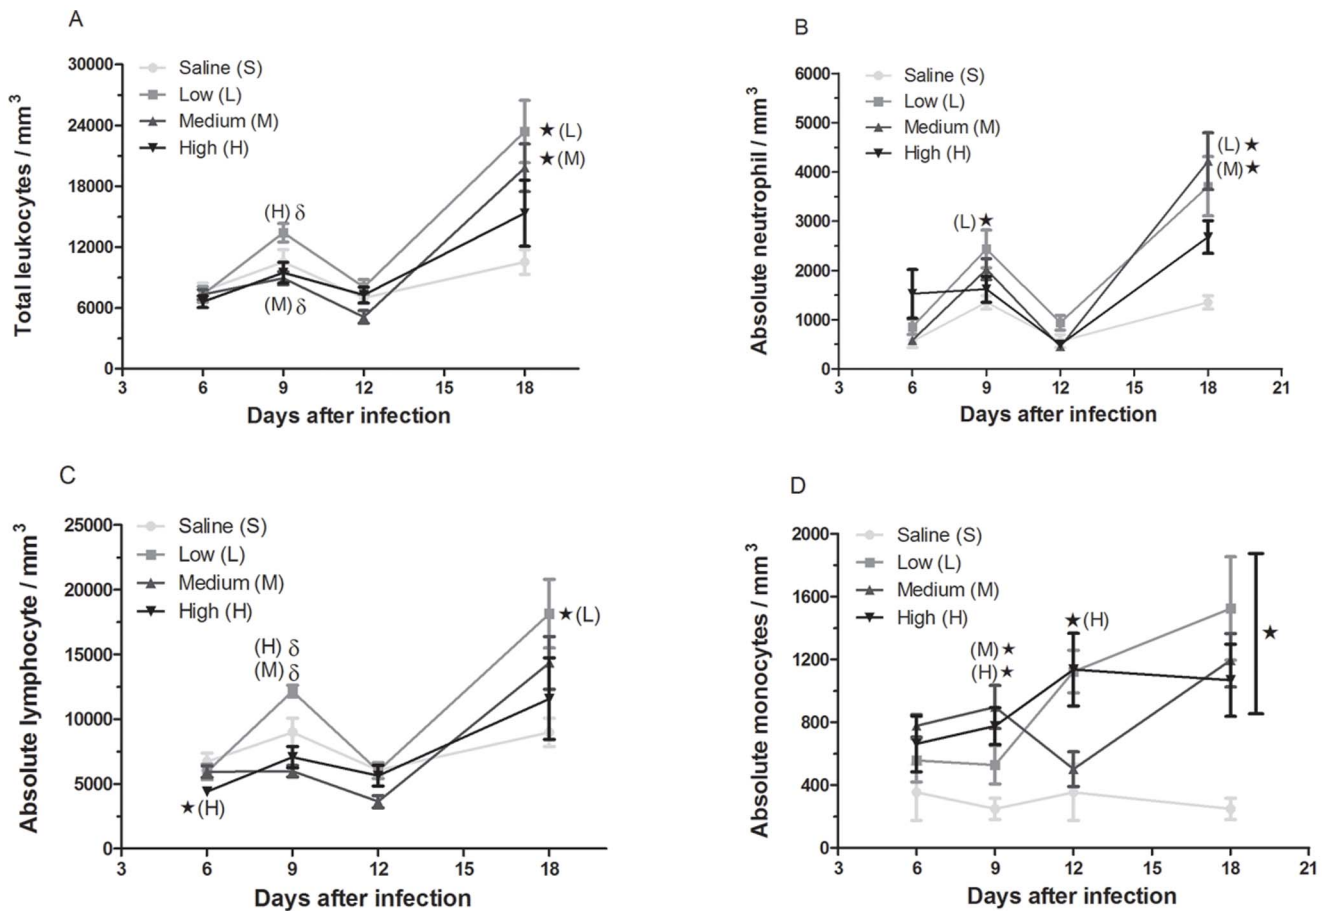 A
Total leukocytes / mm³
30000
24000
18000
12000
6000
0
Saline (S)
Low (L)
Medium (M)
High (H)
(H) δ
(M) δ
★ (L)
★ (M)
3 6 9 12 15 18
Days after infection
B
Absolute neutrophil / mm³
6000
5000
4000
3000
2000
1000
0
Saline (S)
Low (L)
Medium (M)
High (H)
(L) ★
(L) ★
(M) ★
3 6 9 12 15 18 21
Days after infection
C
Absolute lymphocyte / mm³
25000
20000
15000
10000
5000
0
Saline (S)
Low (L)
Medium (M)
High (H)
(H) δ
(M) δ
★ (L)
★ (H)
3 6 9 12 15 18
Days after infection
D
Absolute monocytes / mm³
2000
1600
1200
800
400
0
Saline (S)
Low (L)
Medium (M)
High (H)
★ (H)
(M) ★
(H) ★
★
3 6 9 12 15 18 21
Days after infection